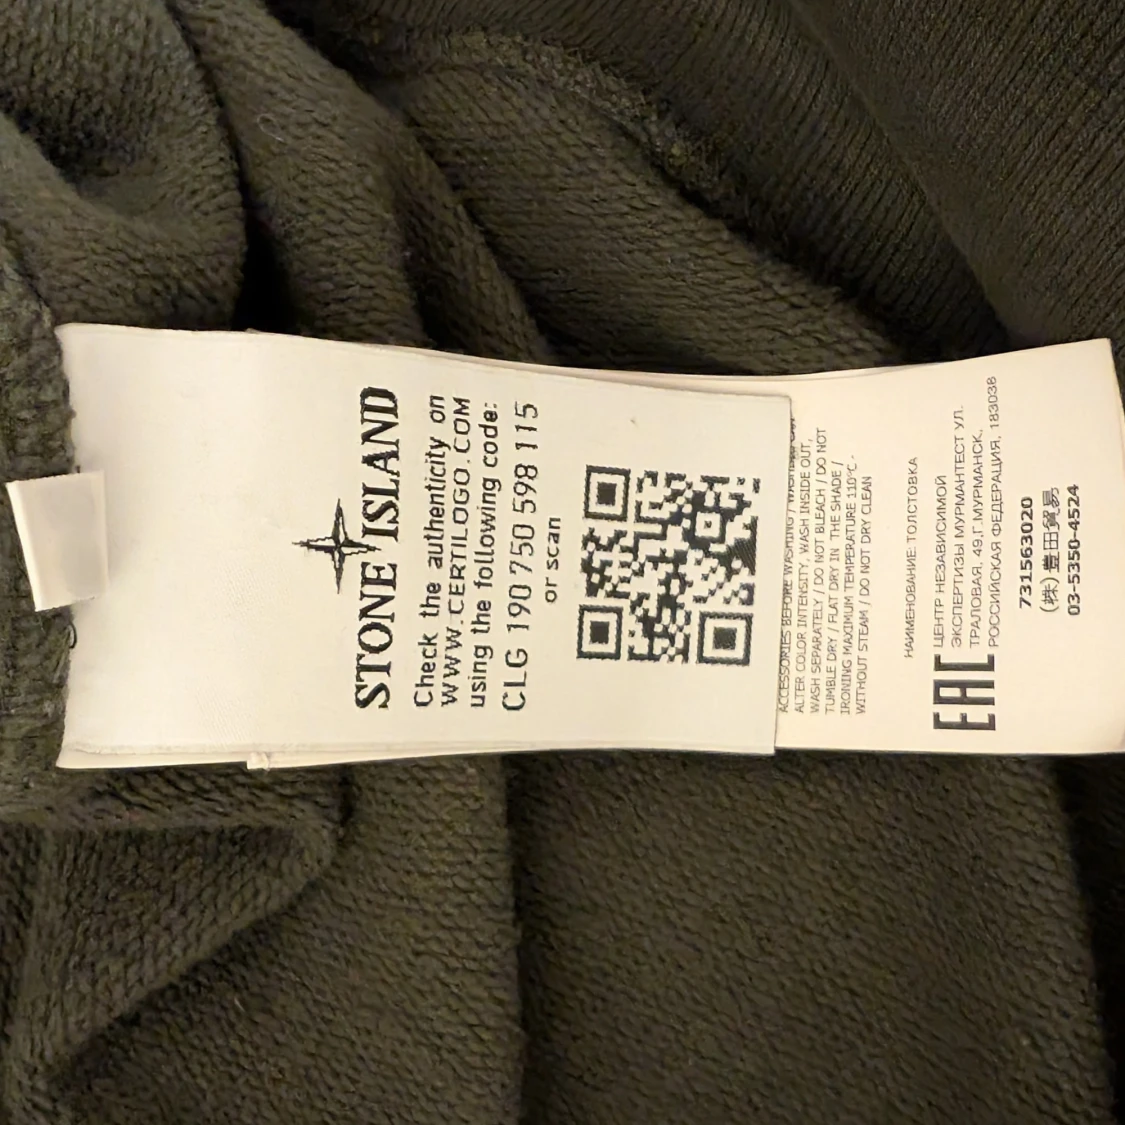 STONE ISLAND
Check the authenticity on
WWW.CERTILOGO.COM
using the following code:
CLG 190 750 598 115
or scan
ACCESSORIES BEFORE WASHING /
ALTER COLOR INTENSITY, WASH INSIDE OUT,
WASH SEPARATELY / DO NOT BLEACH / DO NOT
TUMBLE DRY / FLAT DRY IN THE SHADE /
IRONING MAXIMUM TEMPERATURE 110°C -
WITHOUT STEAM / DO NOT DRY CLEAN
НАИМЕНОВАНИЕ: ТОЛСТОВКА
EAC
ЦЕНТР НЕЗАВИСИМОЙ
ЭКСПЕРТИЗЫ МУРМАНТЕСТ УЛ.
ТРАЛОВАЯ, 49,Г.МУРМАНСК,
РОССИЙСКАЯ ФЕДЕРАЦИЯ, 183038
731563020
(株) 豊田貿易
03-5350-4524